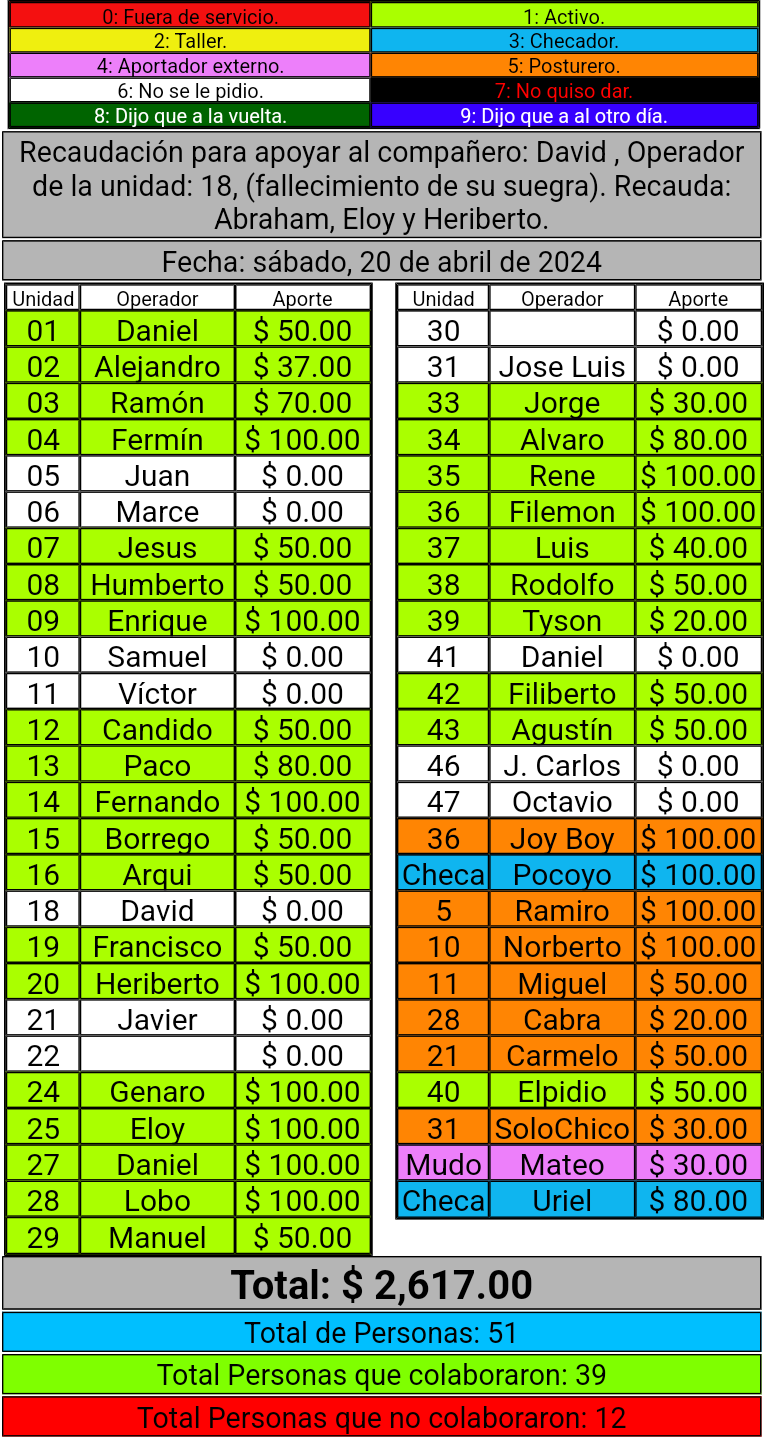 0: Fuera de servicio. 1: Activo.
2: Taller. 3: Checador.
4: Aportador externo. 5: Posturero.
6: No se le pidio. 7: No quiso dar.
8: Dijo que a la vuelta. 9: Dijo que a al otro día.
Recaudación para apoyar al compañero: David , Operador
de la unidad: 18, (fallecimiento de su suegra). Recauda:
Abraham, Eloy y Heriberto.
Fecha: sábado, 20 de abril de 2024
Unidad Operador Aporte
01 Daniel $ 50.00
02 Alejandro $ 37.00
03 Ramón $ 70.00
04 Fermín $ 100.00
05 Juan $ 0.00
06 Marce $ 0.00
07 Jesus $ 50.00
08 Humberto $ 50.00
09 Enrique $ 100.00
10 Samuel $ 0.00
11 Víctor $ 0.00
12 Candido $ 50.00
13 Paco $ 80.00
14 Fernando $ 100.00
15 Borrego $ 50.00
16 Arqui $ 50.00
18 David $ 0.00
19 Francisco $ 50.00
20 Heriberto $ 100.00
21 Javier $ 0.00
22 $ 0.00
24 Genaro $ 100.00
25 Eloy $ 100.00
27 Daniel $ 100.00
28 Lobo $ 100.00
29 Manuel $ 50.00
Unidad Operador Aporte
30 $ 0.00
31 Jose Luis $ 0.00
33 Jorge $ 30.00
34 Alvaro $ 80.00
35 Rene $ 100.00
36 Filemon $ 100.00
37 Luis $ 40.00
38 Rodolfo $ 50.00
39 Tyson $ 20.00
41 Daniel $ 0.00
42 Filiberto $ 50.00
43 Agustín $ 50.00
46 J. Carlos $ 0.00
47 Octavio $ 0.00
36 Joy Boy $ 100.00
Checa Pocoyo $ 100.00
5 Ramiro $ 100.00
10 Norberto $ 100.00
11 Miguel $ 50.00
28 Cabra $ 20.00
21 Carmelo $ 50.00
40 Elpidio $ 50.00
31 SoloChico $ 30.00
Mudo Mateo $ 30.00
Checa Uriel $ 80.00
Total: $ 2,617.00
Total de Personas: 51
Total Personas que colaboraron: 39
Total Personas que no colaboraron: 12